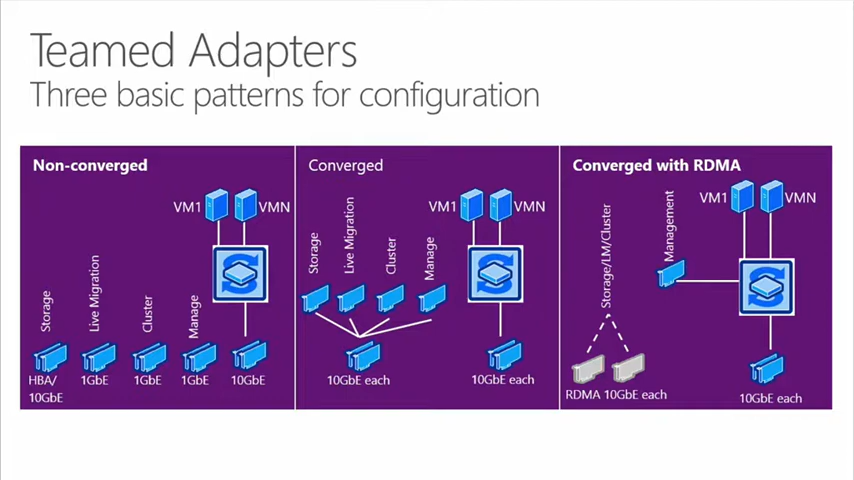 Teamed Adapters
Three basic patterns for configuration
Non-converged
VM1
VMN
Storage
Live Migration
Cluster
Manage
HBA/
10GbE
1GbE
1GbE
1GbE
10GbE
Converged
VM1
VMN
Storage
Live Migration
Cluster
Manage
10GbE each
10GbE each
Converged with RDMA
VM1
VMN
Storage/LM/Cluster
Management
RDMA 10GbE each
10GbE each